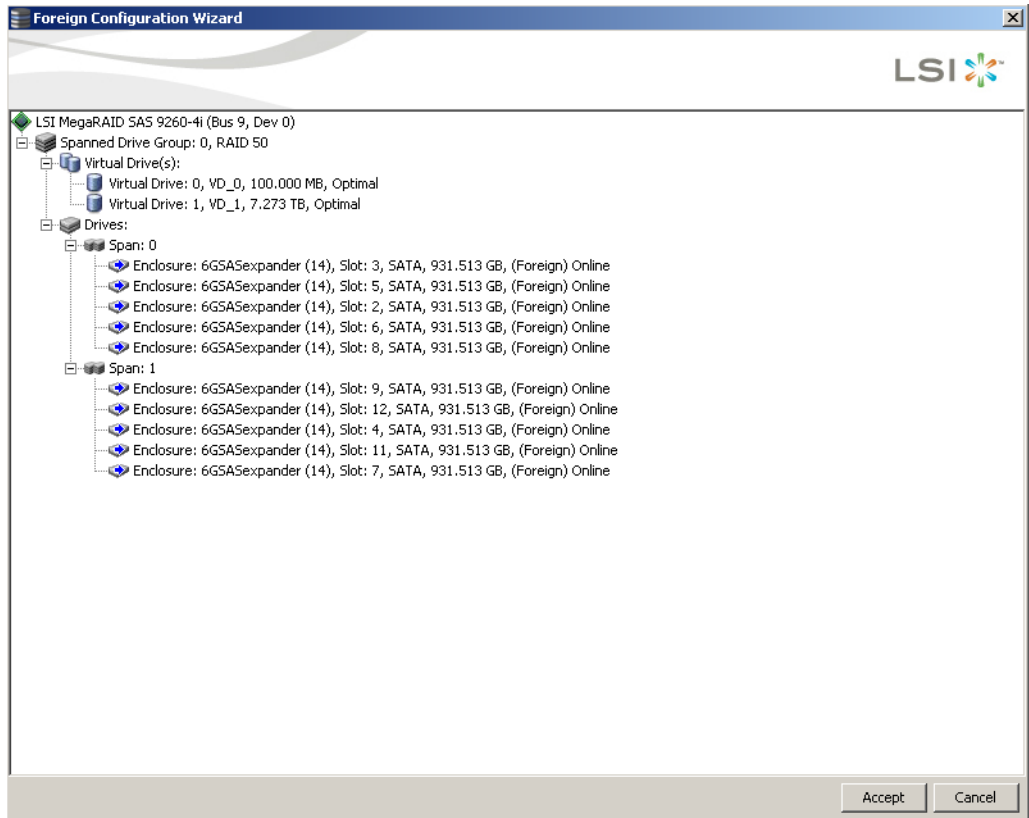 Foreign Configuration Wizard
LSI
LSI MegaRAID SAS 9260-4i (Bus 9, Dev 0)
Spanned Drive Group: 0, RAID 50
Virtual Drive(s):
Virtual Drive: 0, VD_0, 100.000 MB, Optimal
Virtual Drive: 1, VD_1, 7.273 TB, Optimal
Drives:
Span: 0
Enclosure: 6GSASexpander (14), Slot: 3, SATA, 931.513 GB, (Foreign) Online
Enclosure: 6GSASexpander (14), Slot: 5, SATA, 931.513 GB, (Foreign) Online
Enclosure: 6GSASexpander (14), Slot: 2, SATA, 931.513 GB, (Foreign) Online
Enclosure: 6GSASexpander (14), Slot: 6, SATA, 931.513 GB, (Foreign) Online
Enclosure: 6GSASexpander (14), Slot: 8, SATA, 931.513 GB, (Foreign) Online
Span: 1
Enclosure: 6GSASexpander (14), Slot: 9, SATA, 931.513 GB, (Foreign) Online
Enclosure: 6GSASexpander (14), Slot: 12, SATA, 931.513 GB, (Foreign) Online
Enclosure: 6GSASexpander (14), Slot: 4, SATA, 931.513 GB, (Foreign) Online
Enclosure: 6GSASexpander (14), Slot: 11, SATA, 931.513 GB, (Foreign) Online
Enclosure: 6GSASexpander (14), Slot: 7, SATA, 931.513 GB, (Foreign) Online
Accept Cancel